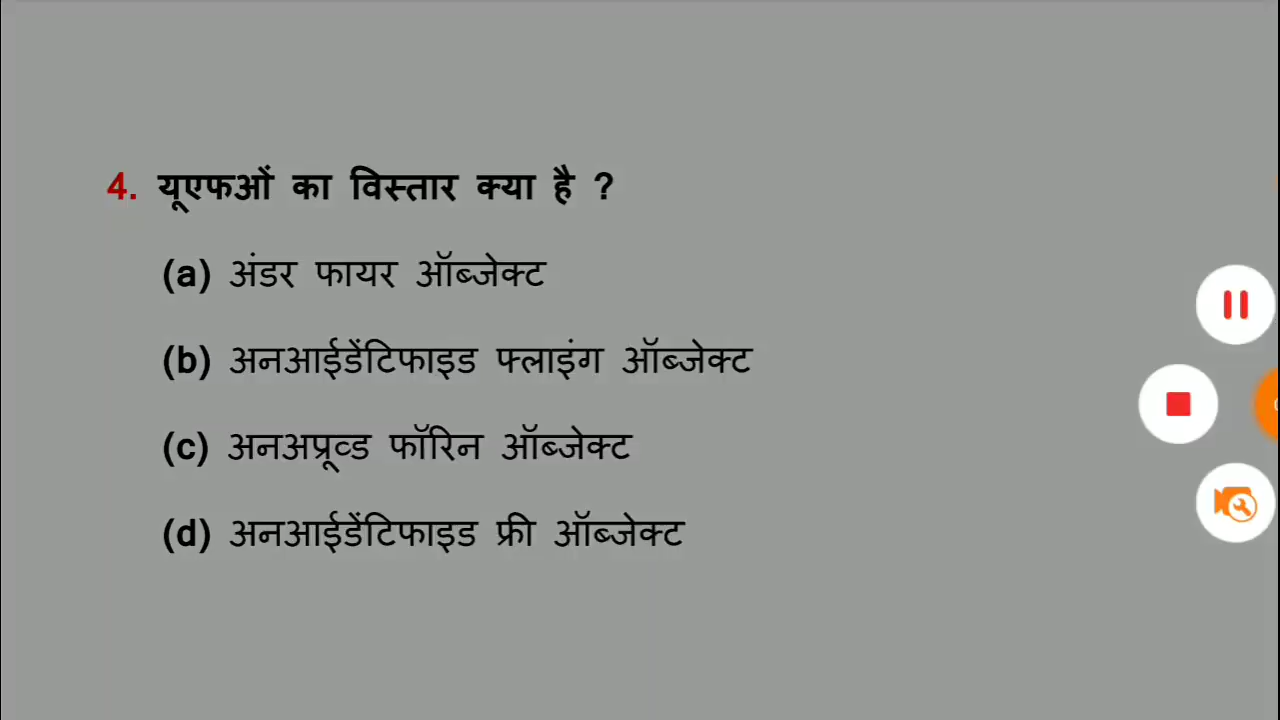 4. यूएफओं का विस्तार क्या है ?
(a) अंडर फायर ऑब्जेक्ट
(b) अनआईडेंटिफाइड फ्लाइंग ऑब्जेक्ट
(c) अनअप्रूव्ड फॉरिन ऑब्जेक्ट
(d) अनआईडेंटिफाइड फ्री ऑब्जेक्ट